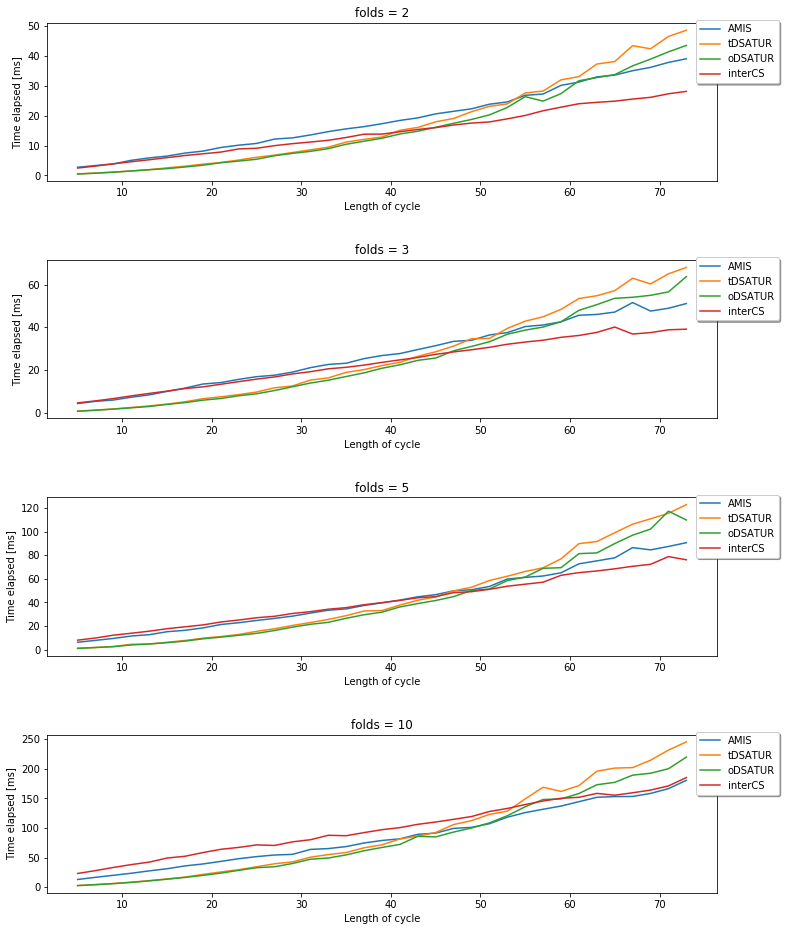 folds = 2
Time elapsed [ms]
50
40
30
20
10
0
10 20 30 40 50 60 70
Length of cycle
AMIS
tDSATUR
oDSATUR
interCS
folds = 3
Time elapsed [ms]
60
40
20
0
10 20 30 40 50 60 70
Length of cycle
AMIS
tDSATUR
oDSATUR
interCS
folds = 5
Time elapsed [ms]
120
100
80
60
40
20
0
10 20 30 40 50 60 70
Length of cycle
AMIS
tDSATUR
oDSATUR
interCS
folds = 10
Time elapsed [ms]
250
200
150
100
50
0
10 20 30 40 50 60 70
Length of cycle
AMIS
tDSATUR
oDSATUR
interCS